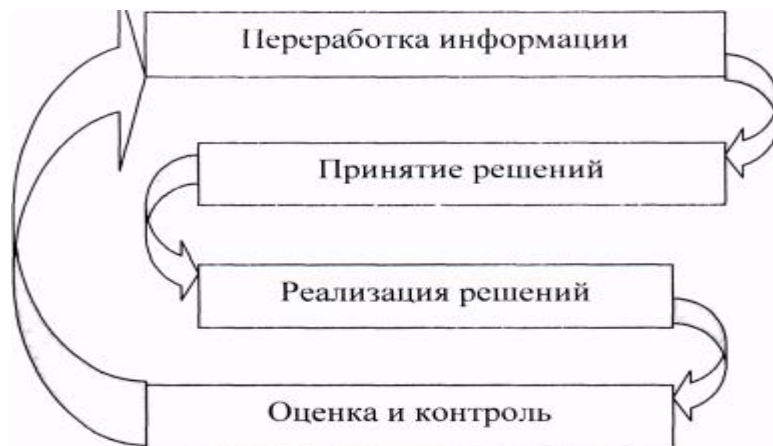 Переработка информации
Принятие решений
Реализация решений
Оценка и контроль